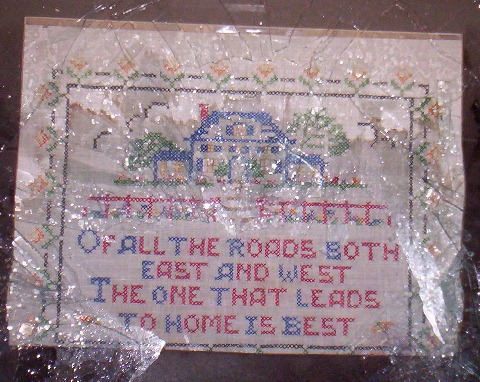 OF ALL THE ROADS BOTH
EAST AND WEST
THE ONE THAT LEADS
TO HOME IS BEST